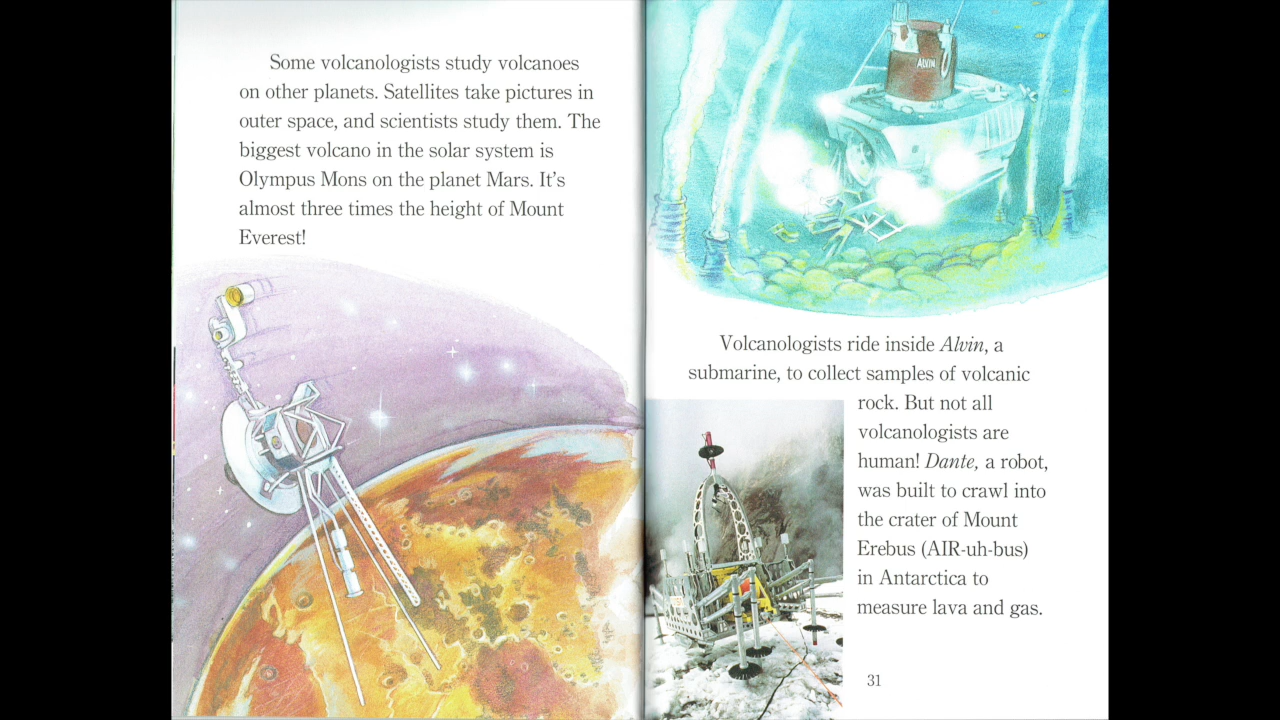 Some volcanologists study volcanoes
on other planets. Satellites take pictures in
outer space, and scientists study them. The
biggest volcano in the solar system is
Olympus Mons on the planet Mars. It's
almost three times the height of Mount
Everest!
ALVIN
Volcanologists ride inside Alvin, a
submarine, to collect samples of volcanic
rock. But not all
volcanologists are
human! Dante, a robot,
was built to crawl into
the crater of Mount
Erebus (AIR-uh-bus)
in Antarctica to
measure lava and gas.
31